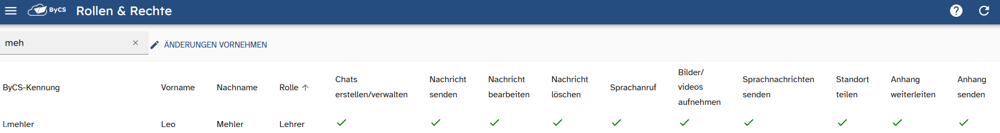 ByCS Rollen & Rechte
meh
ÄNDERUNGEN VORNEHMEN
ByCS-Kennung
Vorname
Nachname
Rolle
Chats
erstellen/verwalten
Nachricht
senden
Nachricht
bearbeiten
Nachricht
löschen
Sprachanruf
Bilder/
videos
aufnehmen
Sprachnachrichten
senden
Standort
teilen
Anhang
weiterleiten
Anhang
senden
l.mehler
Leo
Mehler
Lehrer